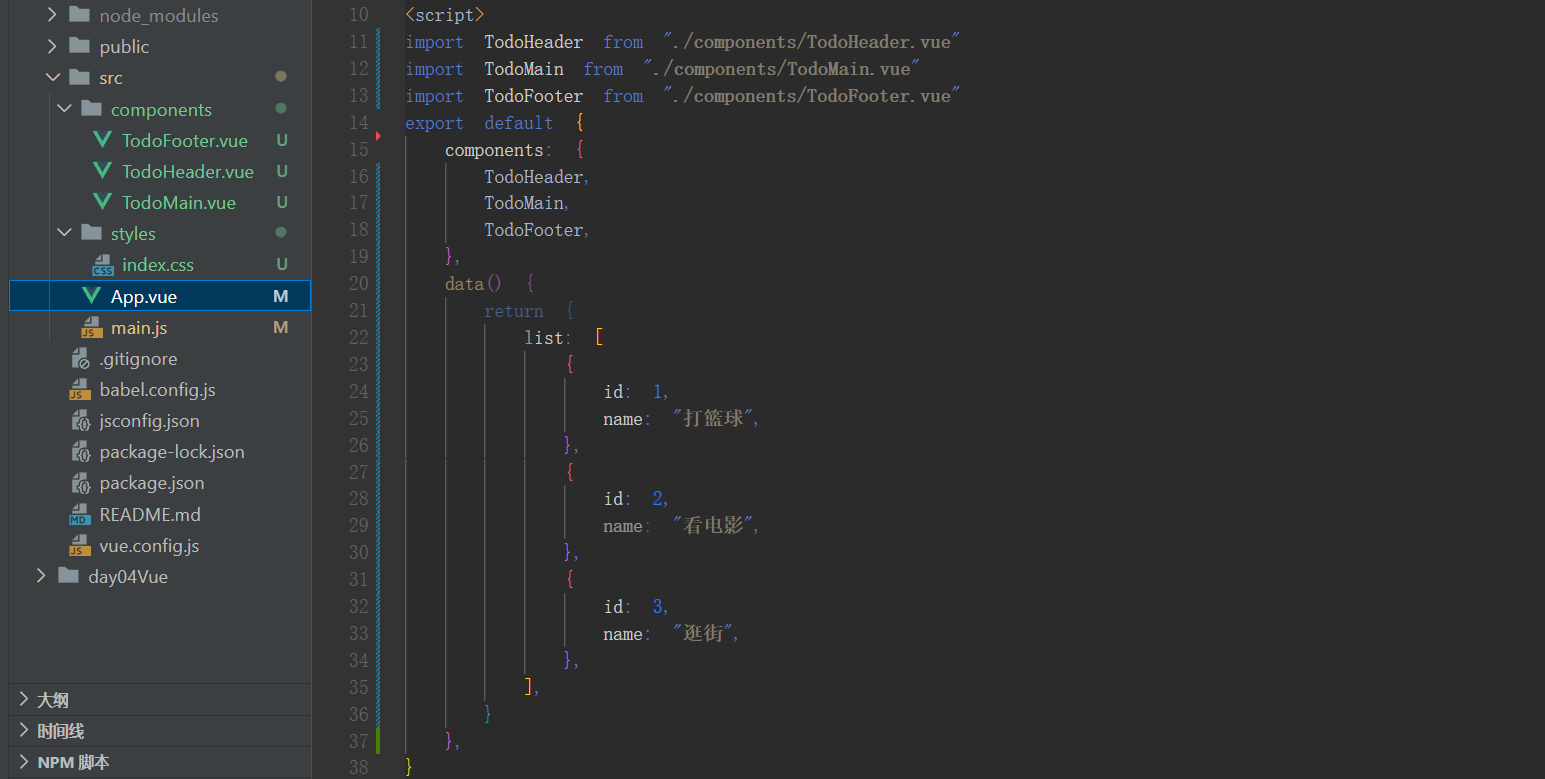 node_modules
public
src
components
TodoFooter.vue U
TodoHeader.vue U
TodoMain.vue U
styles
CSS index.css U
App.vue M
JS main.js M
.gitignore
JS babel.config.js
jsconfig.json
package-lock.json
package.json
MD README.md
JS vue.config.js
day04Vue
大纲
时间线
NPM 脚本
10 <script>
11 import TodoHeader from "./components/TodoHeader.vue"
12 import TodoMain from "./components/TodoMain.vue"
13 import TodoFooter from "./components/TodoFooter.vue"
14 export default {
15 components: {
16 TodoHeader,
17 TodoMain,
18 TodoFooter,
19 },
20 data() {
21 return {
22 list: [
23 {
24 id: 1,
25 name: "打篮球",
26 },
27 {
28 id: 2,
29 name: "看电影",
30 },
31 {
32 id: 3,
33 name: "逛街",
34 },
35 ],
36 }
37 },
38 }